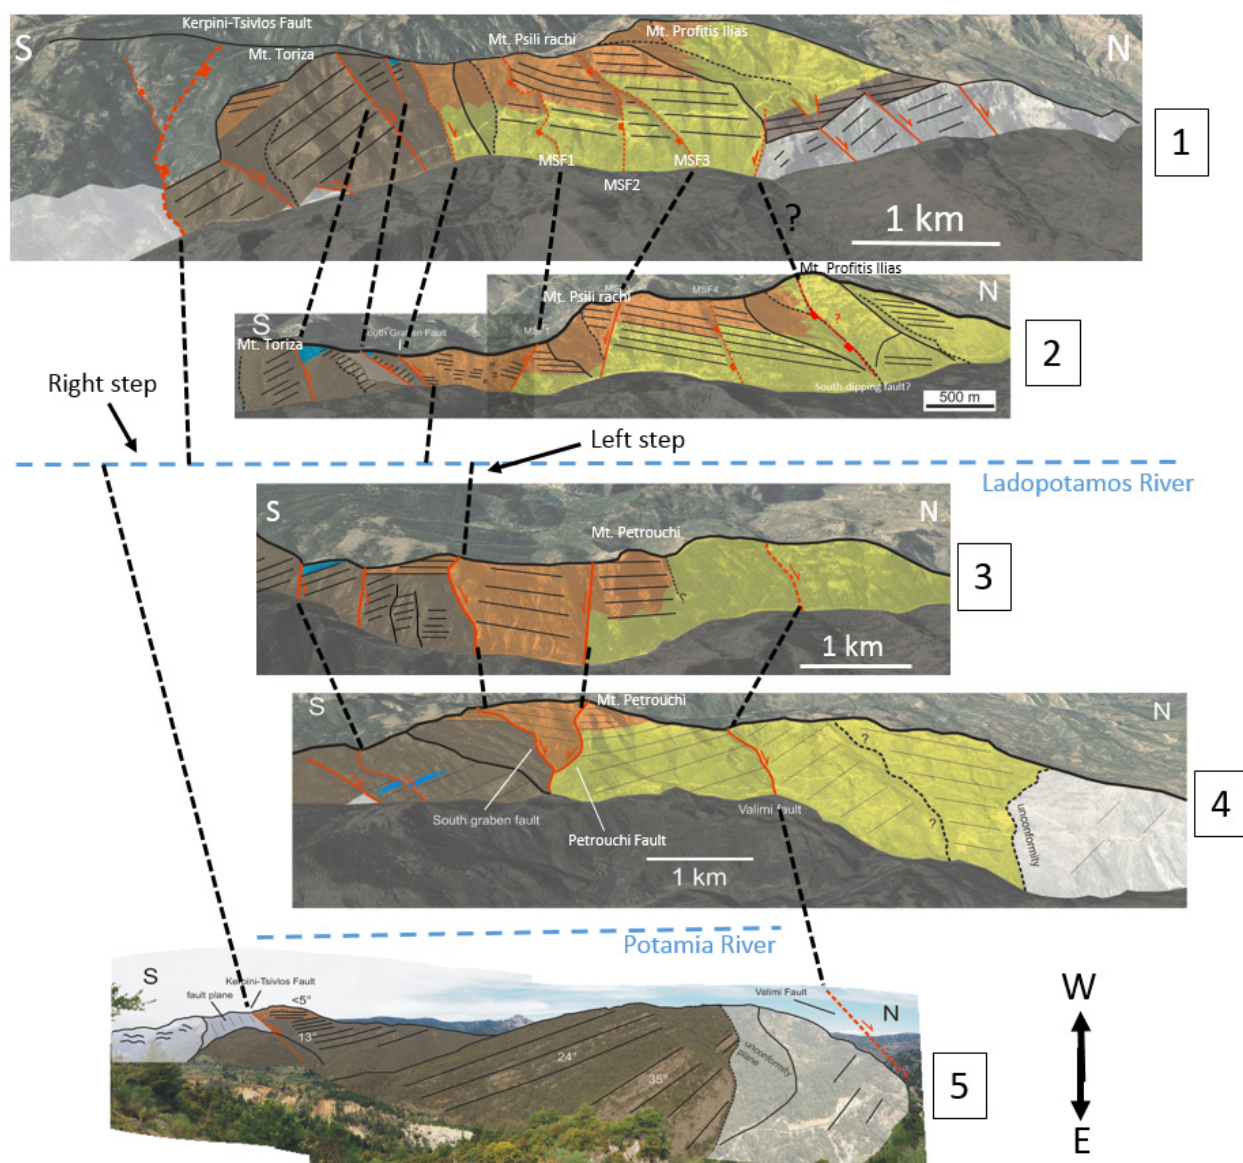 S
Kerpini-Tsivlos Fault
Mt. Toriza
Mt. Psili rachi
Mt. Profitis Ilias
N
1
MSF1
MSF2
MSF3
?
1 km
Mt. Profitis Ilias
S
Mt. Psili rachi
MSF4
N
Graben Fault
MSF1
Mt. Toriza
?
2
South-dipping fault?
500 m
Right step
Left step
Ladopotamos River
S
N
Mt. Petrouchi
3
?
1 km
S
Mt. Petrouchi
N
?
4
South graben fault
Valimi fault
?
unconformity
Petrouchi Fault
1 km
Potamia River
S
Kerpini-Tsivlos Fault
fault plane
<5°
Valimi Fault
N
13°
24°
35°
unconformity
plane
5
W
E